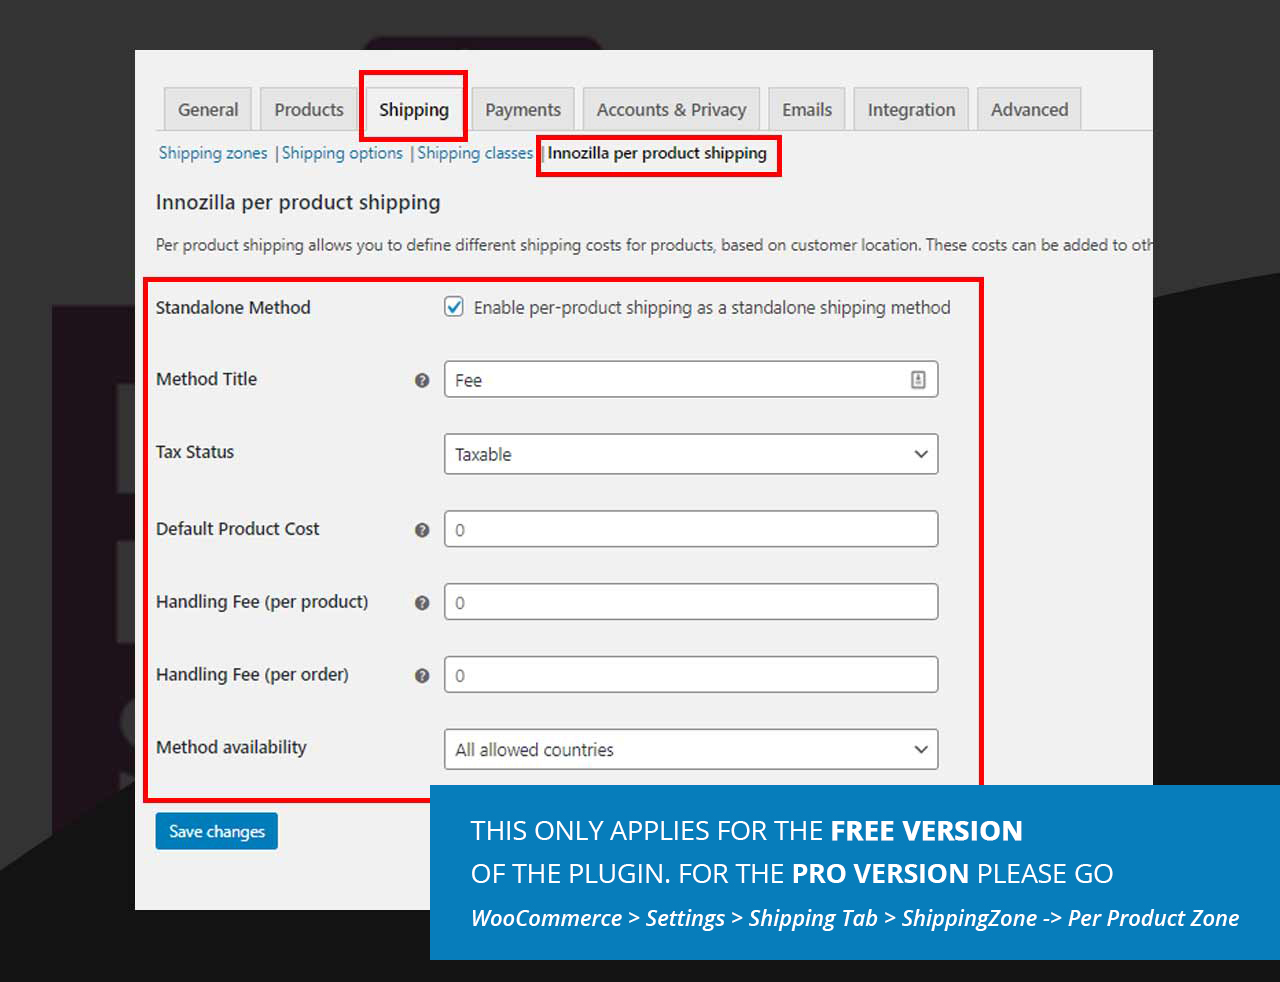 General Products Shipping Payments Accounts & Privacy Emails Integration Advanced
Shipping zones | Shipping options | Shipping classes | Innozilla per product shipping
Innozilla per product shipping
Per product shipping allows you to define different shipping costs for products, based on customer location. These costs can be added to
Standalone Method Enable per-product shipping as a standalone shipping method
Method Title ? Fee
Tax Status Taxable
Default Product Cost ? 0
Handling Fee (per product) ? 0
Handling Fee (per order) ? 0
Method availability All allowed countries
Save changes
THIS ONLY APPLIES FOR THE FREE VERSION
OF THE PLUGIN. FOR THE PRO VERSION PLEASE GO
WooCommerce > Settings > Shipping Tab > ShippingZone -> Per Product Zone